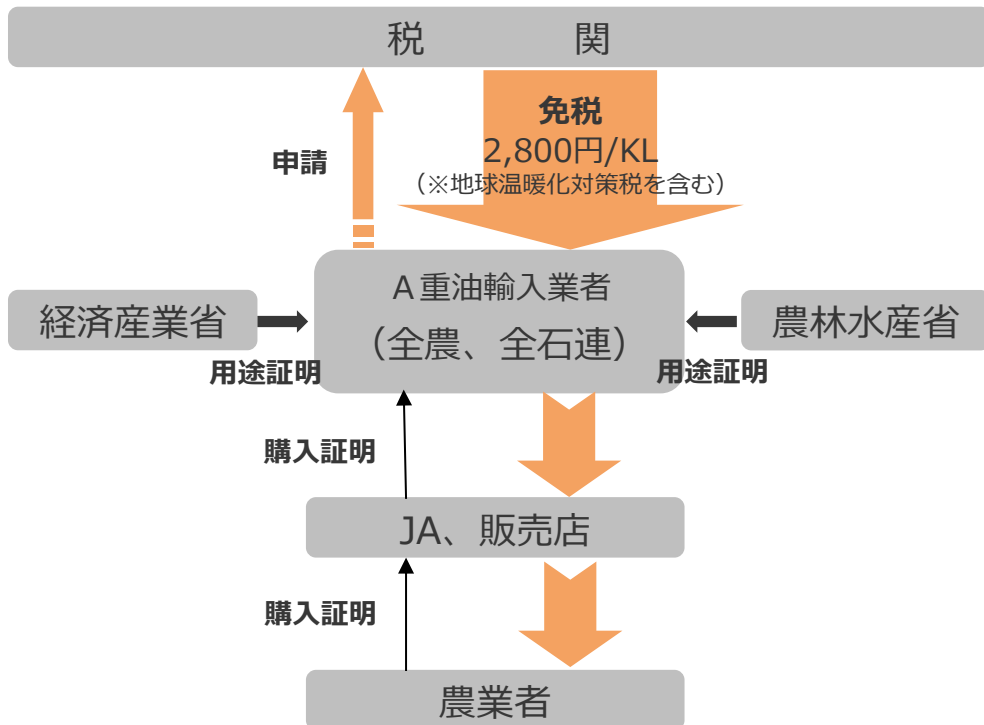 税関
免税
2,800円/KL
（※地球温暖化対策税を含む）
申請
A重油輸入業者
（全農、全石連）
経済産業省
農林水産省
用途証明
用途証明
購入証明
JA、販売店
購入証明
農業者